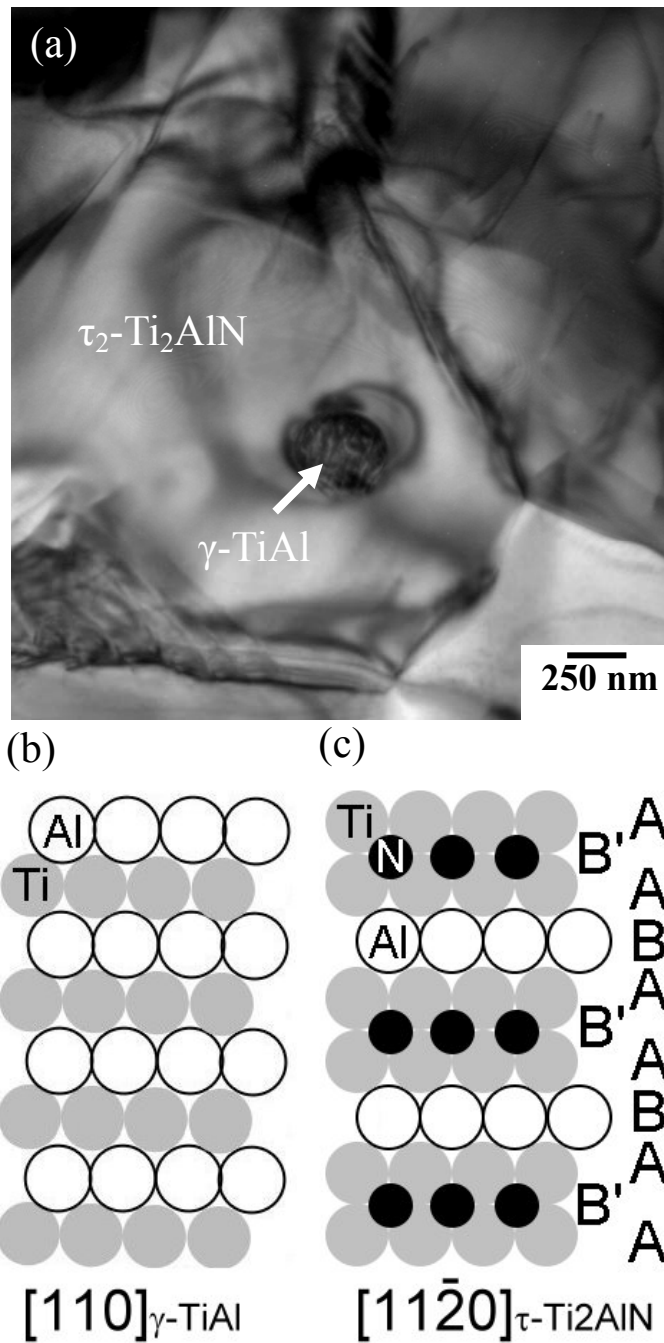 (a)
τ₂-Ti₂AlN
γ-TiAl
250 nm
(b)
(c)
Al
Ti
Ti
N
Al
A
B'
A
B
A
B'
A
B
A
B'
A
[110]γ-TiAl
[112̄0]τ-Ti2AlN